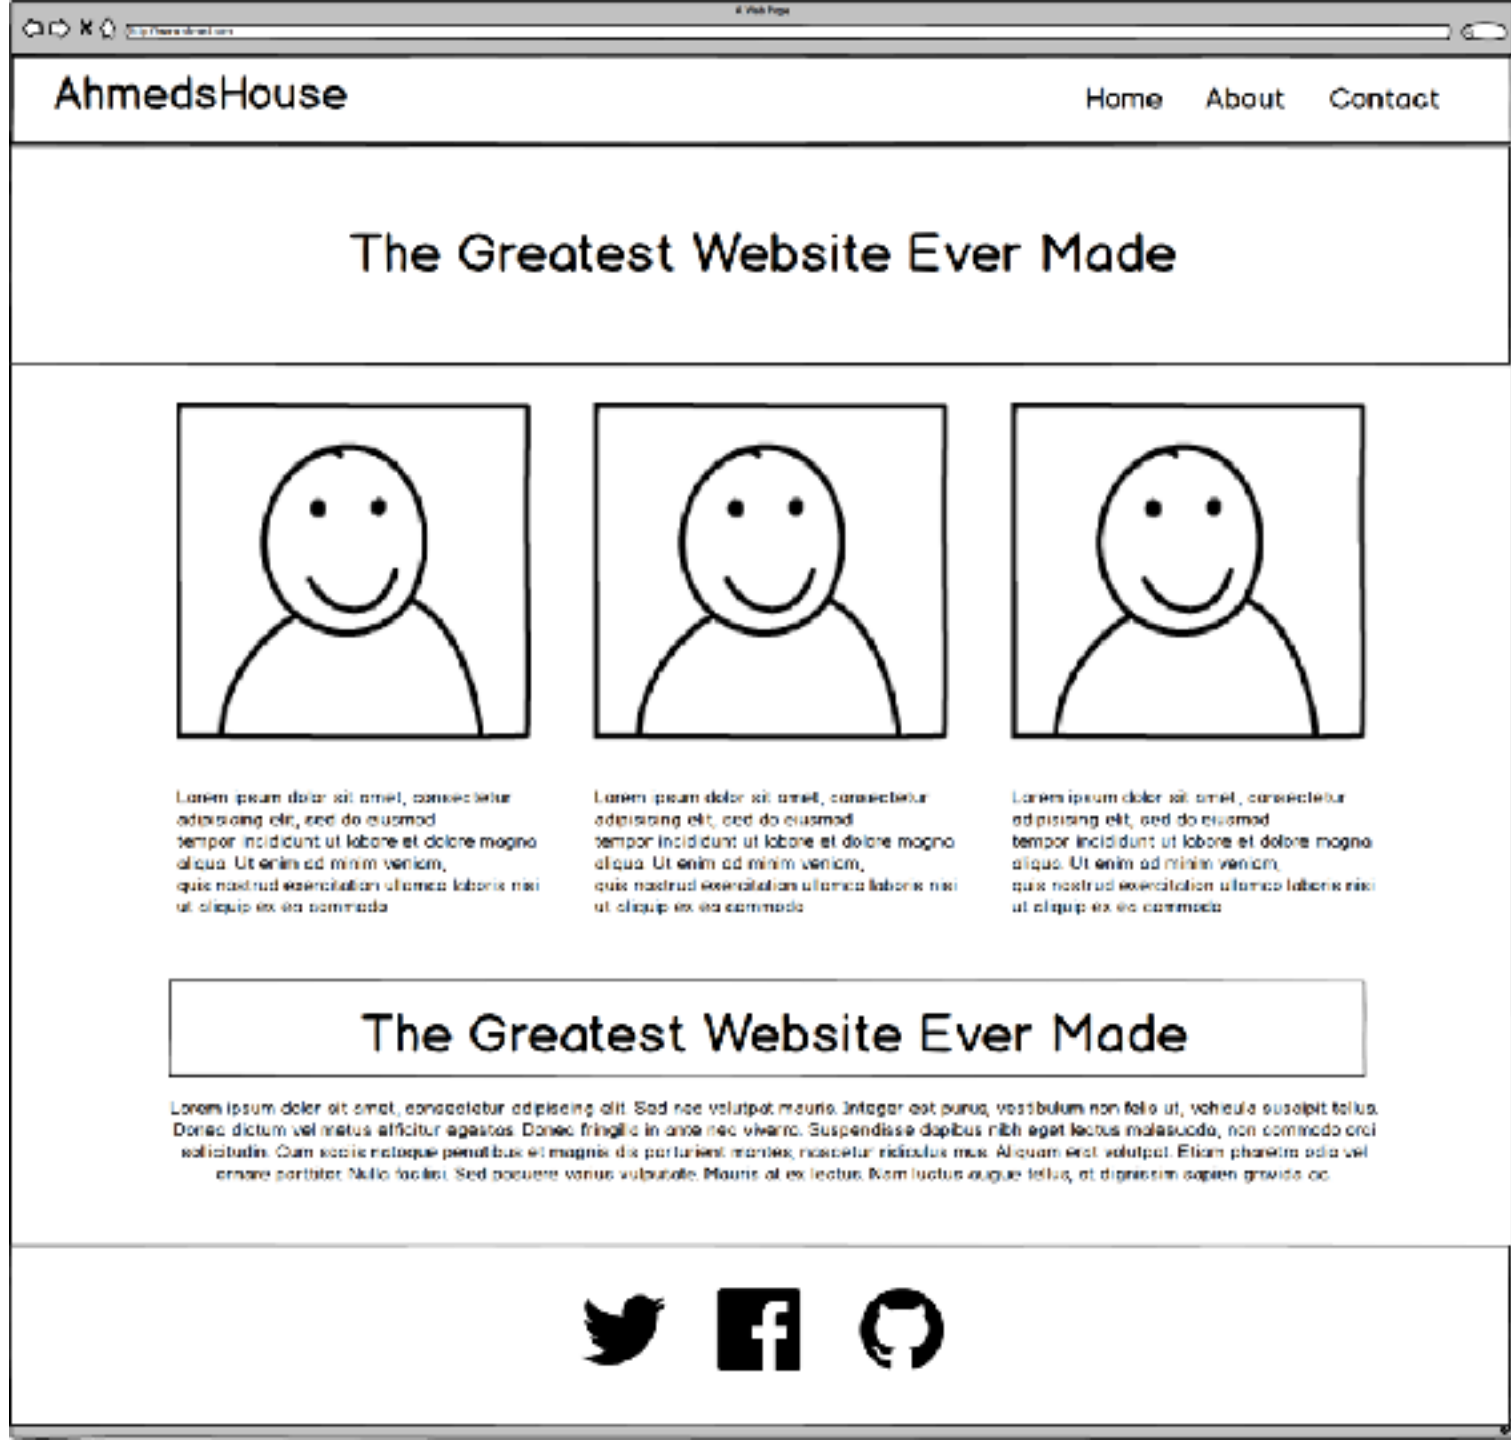 A Web Page
http://
AhmedsHouse
Home About Contact
The Greatest Website Ever Made
Lorem ipsum dolor sit amet, consectetur
adipisicing elit, sed do eiusmod
tempor incididunt ut labore et dolore magna
aliqua. Ut enim ad minim veniam,
quis nostrud exercitation ullamco laboris nisi
ut aliquip ex ea commodo
Lorem ipsum dolor sit amet, consectetur
adipisicing elit, sed do eiusmod
tempor incididunt ut labore et dolore magna
aliqua. Ut enim ad minim veniam,
quis nostrud exercitation ullamco laboris nisi
ut aliquip ex ea commodo
Lorem ipsum dolor sit amet, consectetur
adipisicing elit, sed do eiusmod
tempor incididunt ut labore et dolore magna
aliqua. Ut enim ad minim veniam,
quis nostrud exercitation ullamco laboris nisi
ut aliquip ex ea commodo
The Greatest Website Ever Made
Lorem ipsum dolor sit amet, consectetur adipiscing elit. Sed nec volutpat mauris. Integer est purus, vestibulum non felis ut, vehicula suscipit tellus.
Donec dictum vel metus efficitur egestas. Donec fringilla in ante nec viverra. Suspendisse dapibus nibh eget lectus malesuada, non commodo orci
sollicitudin. Cum sociis natoque penatibus et magnis dis parturient montes, nascetur ridiculus mus. Aliquam erat volutpat. Etiam pharetra odio vel
ornare porttitor. Nulla facilisi. Sed posuere varius vulputate. Mauris at ex lectus. Nam luctus augue tellus, at dignissim sapien gravida ac.